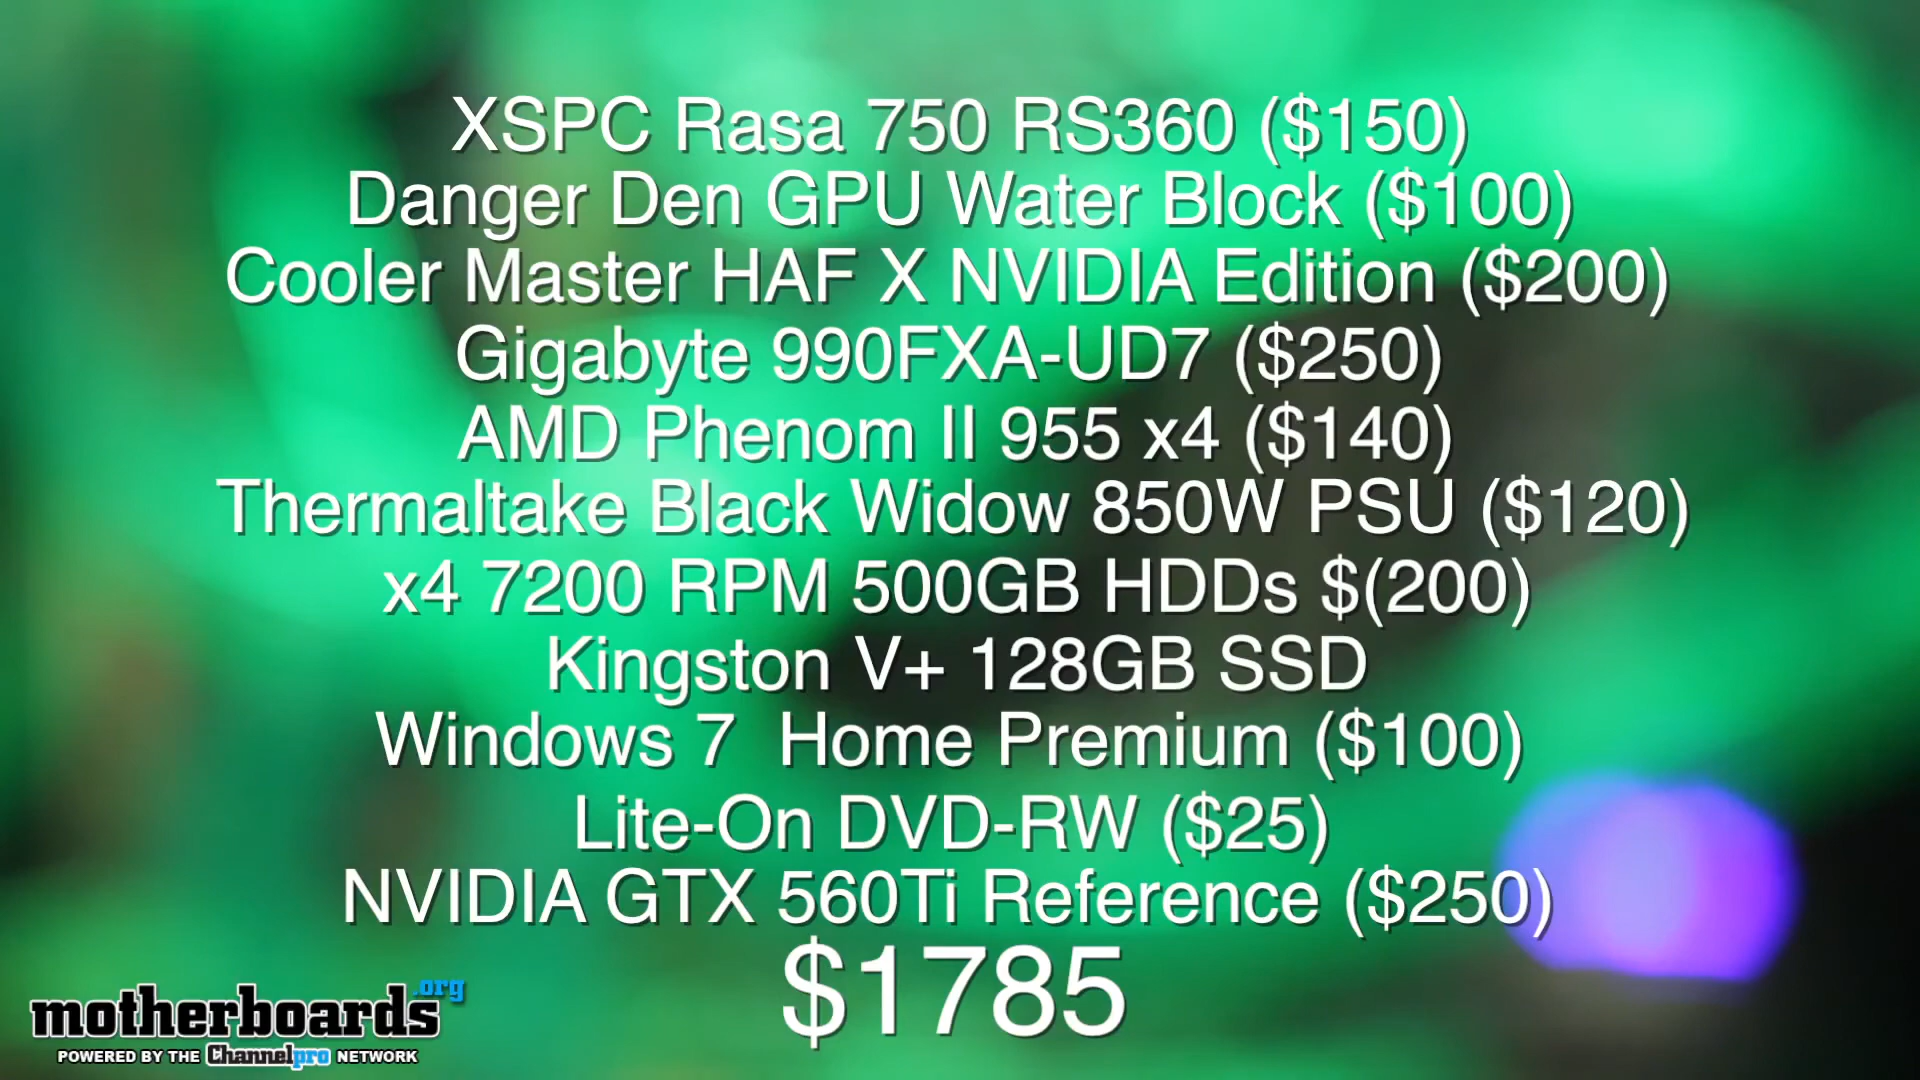 XSPC Rasa 750 RS360 ($150)
Danger Den GPU Water Block ($100)
Cooler Master HAF X NVIDIA Edition ($200)
Gigabyte 990FXA-UD7 ($250)
AMD Phenom II 955 x4 ($140)
Thermaltake Black Widow 850W PSU ($120)
x4 7200 RPM 500GB HDDs $(200)
Kingston V+ 128GB SSD
Windows 7  Home Premium ($100)
Lite-On DVD-RW ($25)
NVIDIA GTX 560Ti Reference ($250)
$1785
motherboards.org
POWERED BY THE Channelpro NETWORK